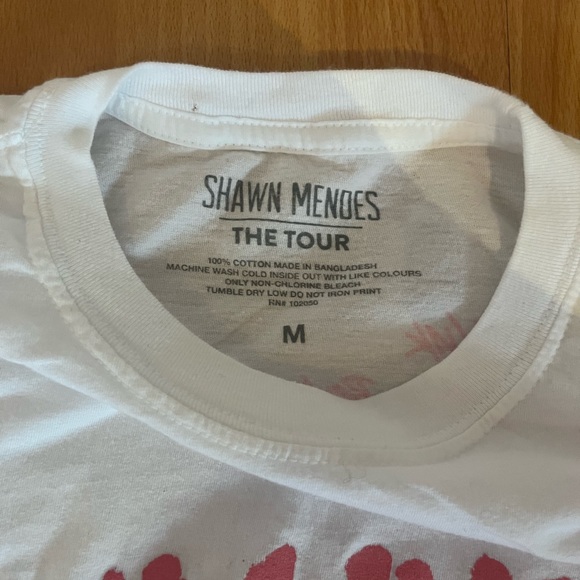 SHAWN MENDES
THE TOUR
100% COTTON MADE IN BANGLADESH
MACHINE WASH COLD INSIDE OUT WITH LIKE COLOURS
ONLY NON-CHLORINE BLEACH
TUMBLE DRY LOW DO NOT IRON PRINT
RN# 102050
M